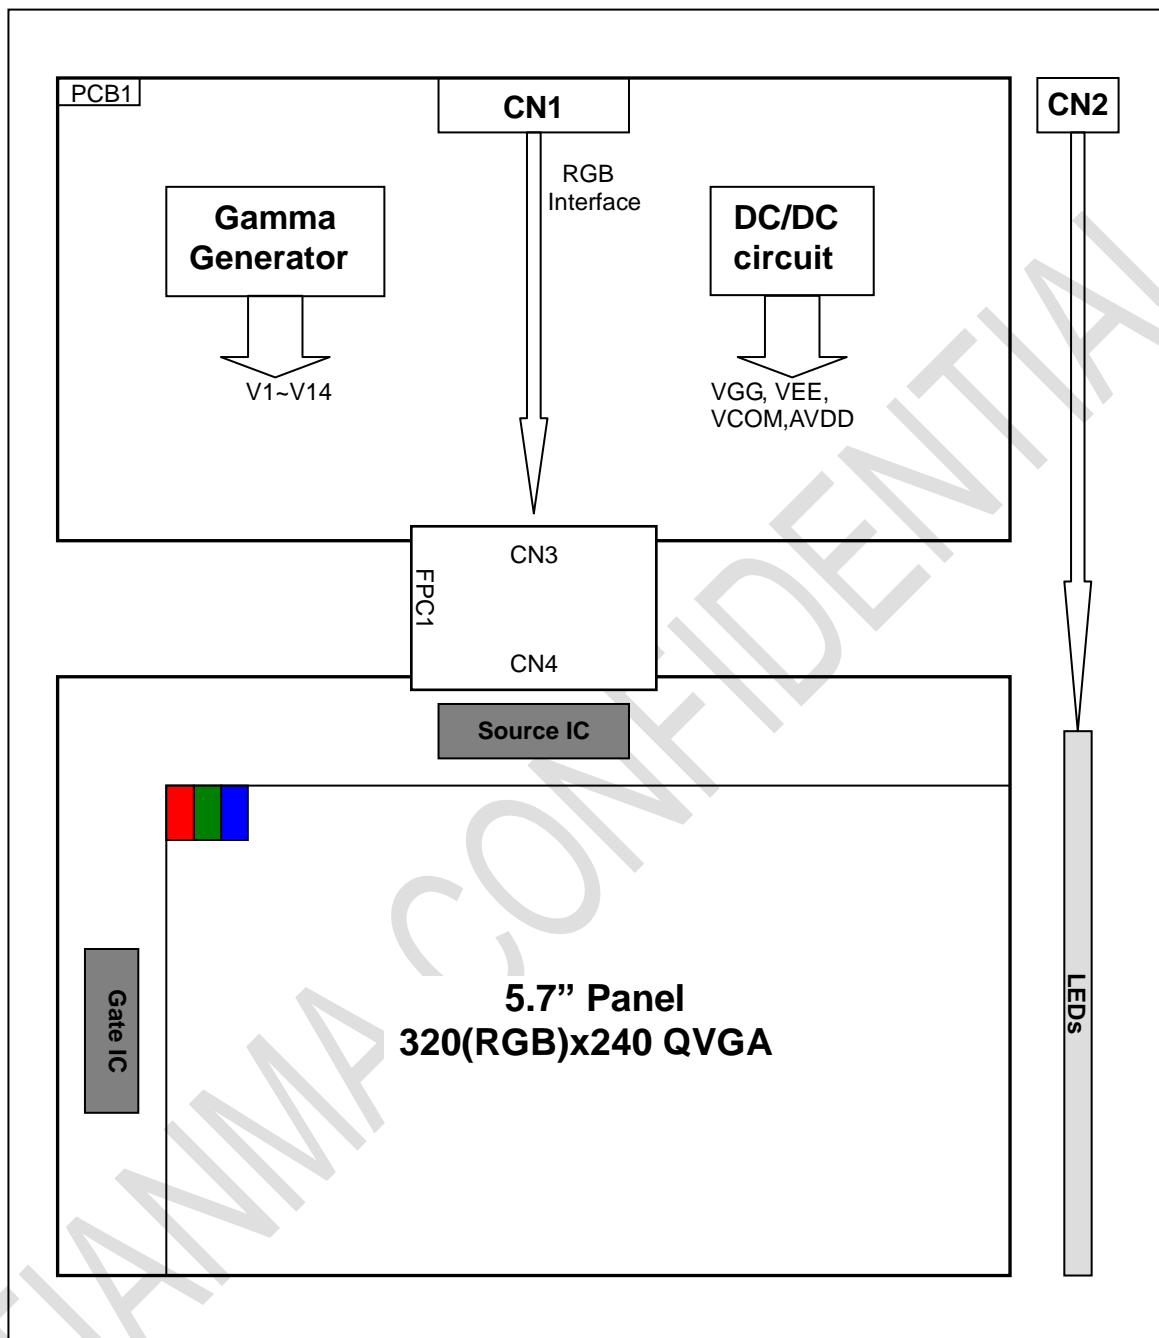 PCB1
CN1
CN2
RGB
Interface
Gamma
Generator
DC/DC
circuit
V1~V14
VGG, VEE,
VCOM,AVDD
CN3
FPC1
CN4
Source IC
Gate IC
5.7” Panel
320(RGB)x240 QVGA
LEDs
TIANMA CONFIDENTIAL